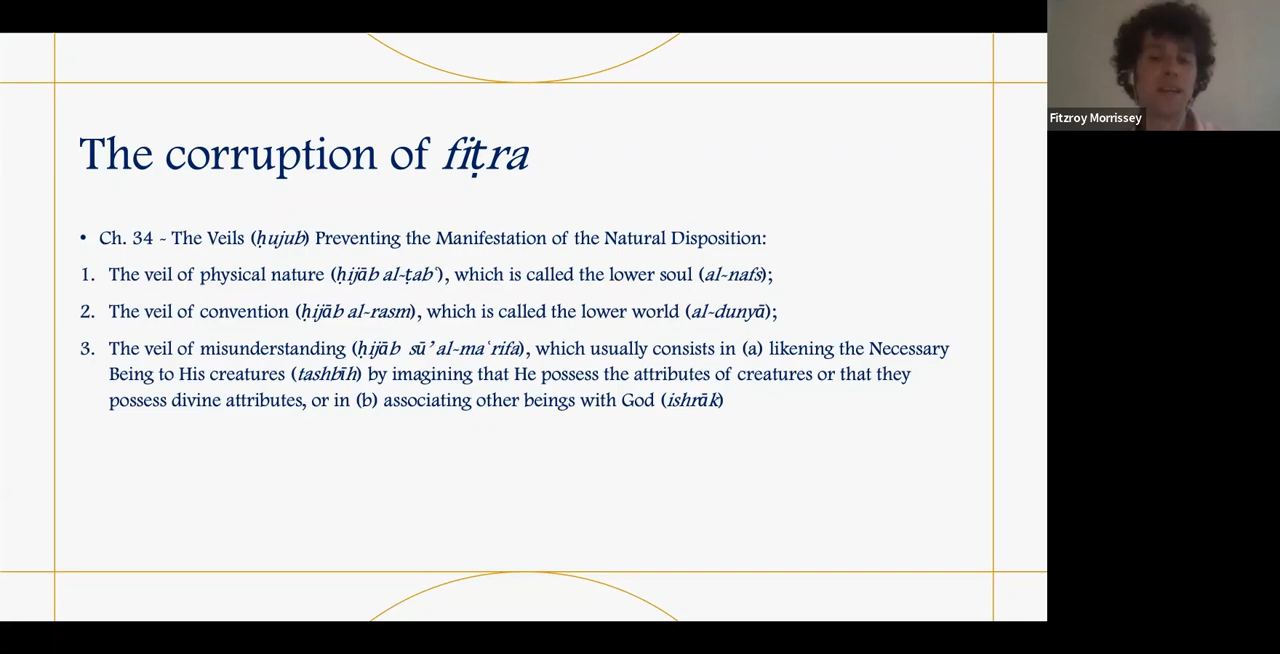 The corruption of fiṭra
• Ch. 34 - The Veils (ḥujub) Preventing the Manifestation of the Natural Disposition:
1. The veil of physical nature (ḥijāb al-ṭabʿ), which is called the lower soul (al-nafs);
2. The veil of convention (ḥijāb al-rasm), which is called the lower world (al-dunyā);
3. The veil of misunderstanding (ḥijāb sūʾ al-maʿrifa), which usually consists in (a) likening the Necessary
Being to His creatures (tashbīh) by imagining that He possess the attributes of creatures or that they
possess divine attributes, or in (b) associating other beings with God (ishrāk)
Fitzroy Morrissey